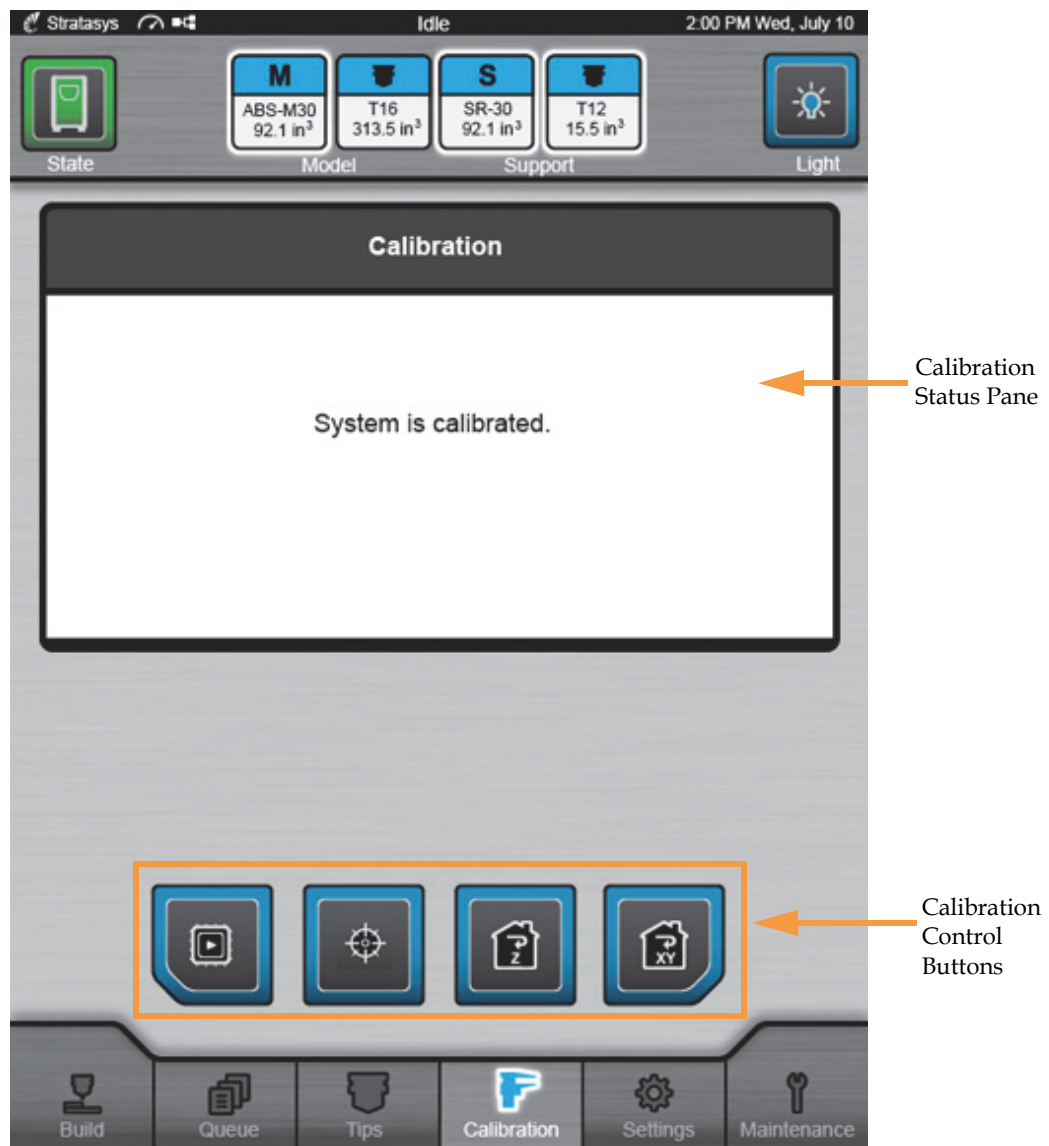 Stratasys Idle 2:00 PM Wed, July 10
M S
ABS-M30 T16 SR-30 T12
92.1 in³ 313.5 in³ 92.1 in³ 15.5 in³
State Model Support Light
Calibration
System is calibrated.
Calibration
Status Pane
Z XY
Calibration
Control
Buttons
Build Queue Tips Calibration Settings Maintenance